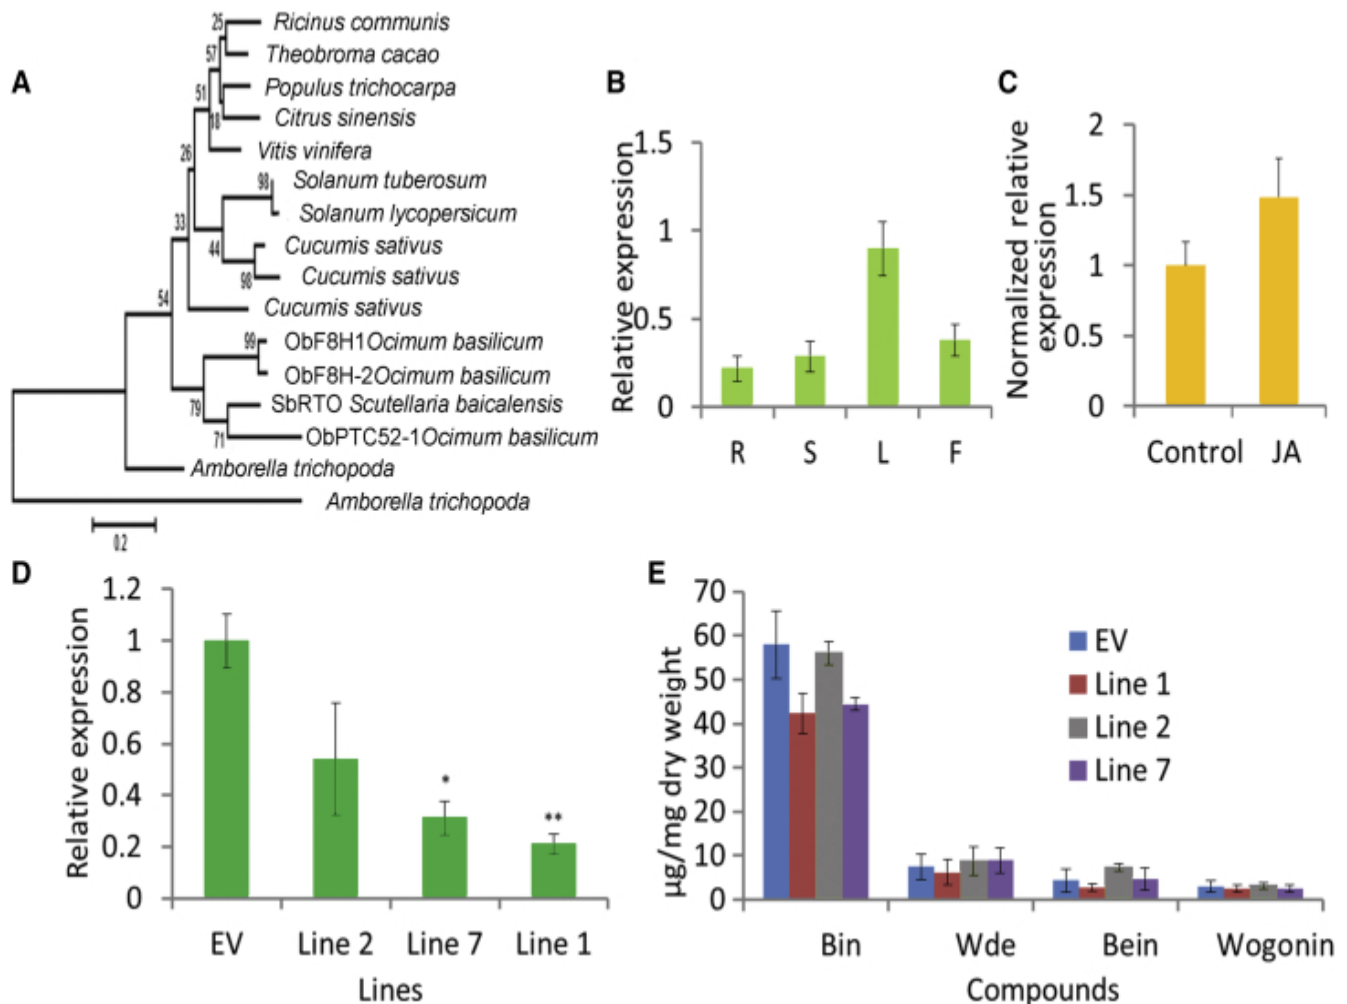 A
25
Ricinus communis
57
Theobroma cacao
Populus trichocarpa
51
18
Citrus sinensis
26
Vitis vinifera
98
Solanum tuberosum
Solanum lycopersicum
33
44
Cucumis sativus
98
Cucumis sativus
54
Cucumis sativus
99
ObF8H1Ocimum basilicum
ObF8H-2Ocimum basilicum
79
SbRTO Scutellaria baicalensis
71
ObPTC52-1Ocimum basilicum
Amborella trichopoda
Amborella trichopoda
0.2
B
Relative expression
1.5
1
0.5
0
R S L F
C
Normalized relative
expression
2
1.5
1
0.5
0
Control JA
D
Relative expression
1.2
1
0.8
0.6
0.4
0.2
0
*
**
EV Line 2 Line 7 Line 1
Lines
E
µg/mg dry weight
70
60
50
40
30
20
10
0
EV
Line 1
Line 2
Line 7
Bin Wde Bein Wogonin
Compounds